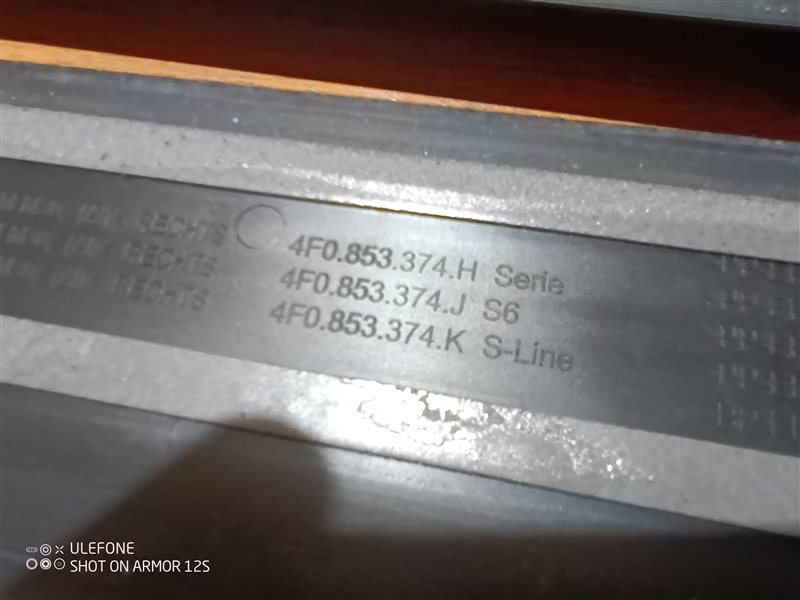 RECHTS 4F0.853.374.H Serie
RECHTS 4F0.853.374.J S6
RECHTS 4F0.853.374.K S-Line
ULEFONE
SHOT ON ARMOR 12S